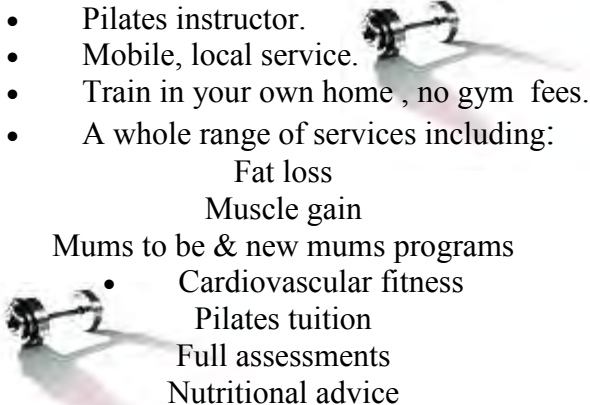 • Pilates instructor.
• Mobile, local service.
• Train in your own home , no gym fees.
• A whole range of services including:
Fat loss
Muscle gain
Mums to be & new mums programs
• Cardiovascular fitness
Pilates tuition
Full assessments
Nutritional advice